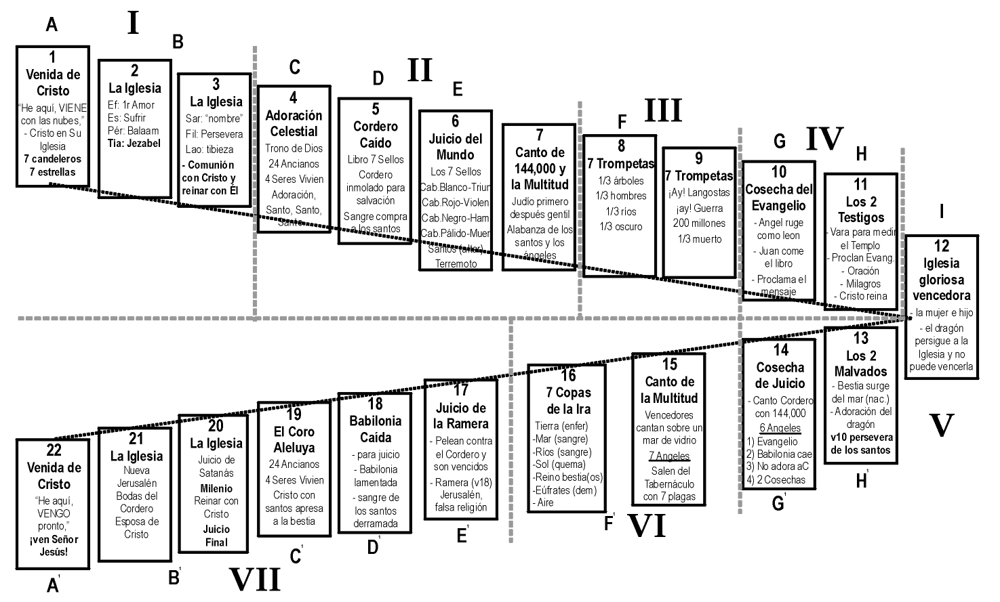 A
I
B
1
Venida de
Cristo
“He aquí, VIENE
con las nubes,”
- Cristo en Su
Iglesia
7 candeleros
7 estrellas
2
La Iglesia
Ef: 1r Amor
Es: Sufrir
Pér: Balaam
Tia: Jezabel
3
La Iglesia
Sar: “nombre”
Fil: Persevera
Lao: tibieza
- Comunión
con Cristo y
reinar con Él
C
II
D
E
4
Adoración
Celestial
Trono de Dios
24 Ancianos
4 Seres Vivien
Adoración,
Santo, Santo,
Santo
5
Cordero
Caído
Libro 7 Sellos
Cordero
inmolado para
salvación
Sangre compra
a los santos
6
Juicio del
Mundo
Los 7 Sellos
Cab.Blanco-Triun
Cab.Rojo-Violen
Cab.Negro-Ham
Cab.Pálido-Muer
Santos (altar)
Terremoto
7
Canto de
144,000 y
la Multitud
Judío primero
después gentil
Alabanza de los
santos y los
ángeles
F
III
8
7 Trompetas
1/3 árboles
1/3 hombres
1/3 ríos
1/3 oscuro
9
7 Trompetas
¡Ay! Langostas
¡ay! Guerra
200 millones
1/3 muerto
G
IV
H
10
Cosecha del
Evangelio
- Angel ruge
como leon
- Juan come
el libro
- Proclama el
mensaje
11
Los 2
Testigos
- Vara para medir
el Templo
- Proclan Evang.
- Oración
- Milagros
- Cristo reina
I
12
Iglesia
gloriosa
vencedora
- la mujer e hijo
- el dragón
persigue a la
Iglesia y no
puede vencerla
V
13
Los 2
Malvados
- Bestia surge
del mar (nac.)
- Adoración del
dragón
v10 persevera
de los santos
H¹
14
Cosecha
de Juicio
- Canto Cordero
con 144,000
6 Angeles
1) Evangelio
2) Babilonia cae
3) No adora aC
4) 2 Cosechas
G¹
15
Canto de
la Multitud
Vencedores
cantan sobre un
mar de vidrio
7 Angeles
Salen del
Tabernáculo
con 7 plagas
16
7 Copas
de la Ira
Tierra (enfer)
-Mar (sangre)
-Ríos (sangre)
-Sol (quema)
-Reino bestia(os)
-Eúfrates (dem)
- Aire
F¹
VI
17
Juicio de
la Ramera
- Pelean contra
el Cordero y
son vencidos
- Ramera (v18)
Jerusalén,
falsa religión
E¹
18
Babilonia
Caída
- para juicio
- Babilonia
lamentada
- sangre de
los santos
derramada
D¹
19
El Coro
Aleluya
24 Ancianos
4 Seres Vivien
Cristo con
santos apresa
a la bestia
C¹
20
La Iglesia
Juicio de
Satanás
Milenio
Reinar con
Cristo
Juicio
Final
VII
21
La Iglesia
Nueva
Jerusalén
Bodas del
Cordero
Esposa de
Cristo
B¹
22
Venida de
Cristo
“He aquí,
VENGO
pronto,”
¡ven Señor
Jesús!
A¹